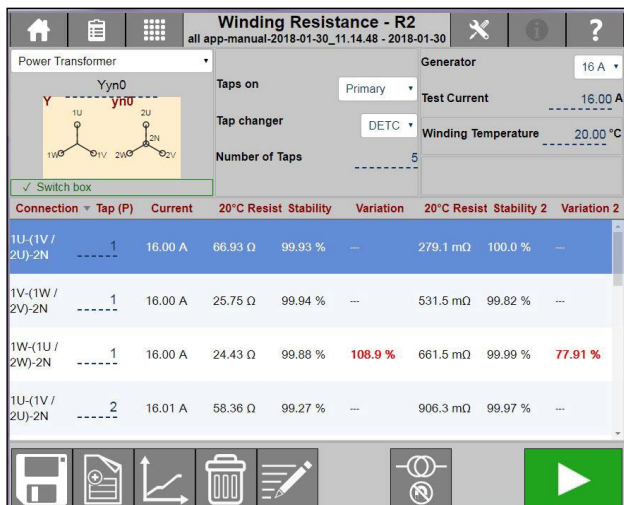 Winding Resistance - R2
all app-manual-2018-01-30_11.14.48 - 2018-01-30
?
Power Transformer
Yyn0
Y yn0
1U 2U
2N
1W 1V 2W 2V
✓ Switch box
Taps on Primary
Tap changer DETC
Number of Taps 5
Generator 16 A
Test Current 16.00 A
Winding Temperature 20.00 °C
Connection Tap (P) Current 20°C Resist Stability Variation 20°C Resist Stability 2 Variation 2
1U-(1V /
2U)-2N 1 16.00 A 66.93 Ω 99.93 % --- 279.1 mΩ 100.0 % ---
1V-(1W /
2V)-2N 1 16.00 A 25.75 Ω 99.94 % --- 531.5 mΩ 99.82 % ---
1W-(1U /
2W)-2N 1 16.00 A 24.43 Ω 99.88 % 108.9 % 661.5 mΩ 99.99 % 77.91 %
1U-(1V /
2U)-2N 2 16.01 A 58.36 Ω 99.27 % --- 906.3 mΩ 99.97 % ---